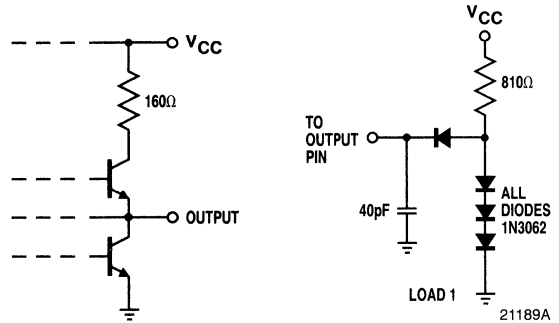 VCC
160Ω
OUTPUT
VCC
810Ω
TO
OUTPUT
PIN
40pF
ALL
DIODES
1N3062
LOAD 1
21189A